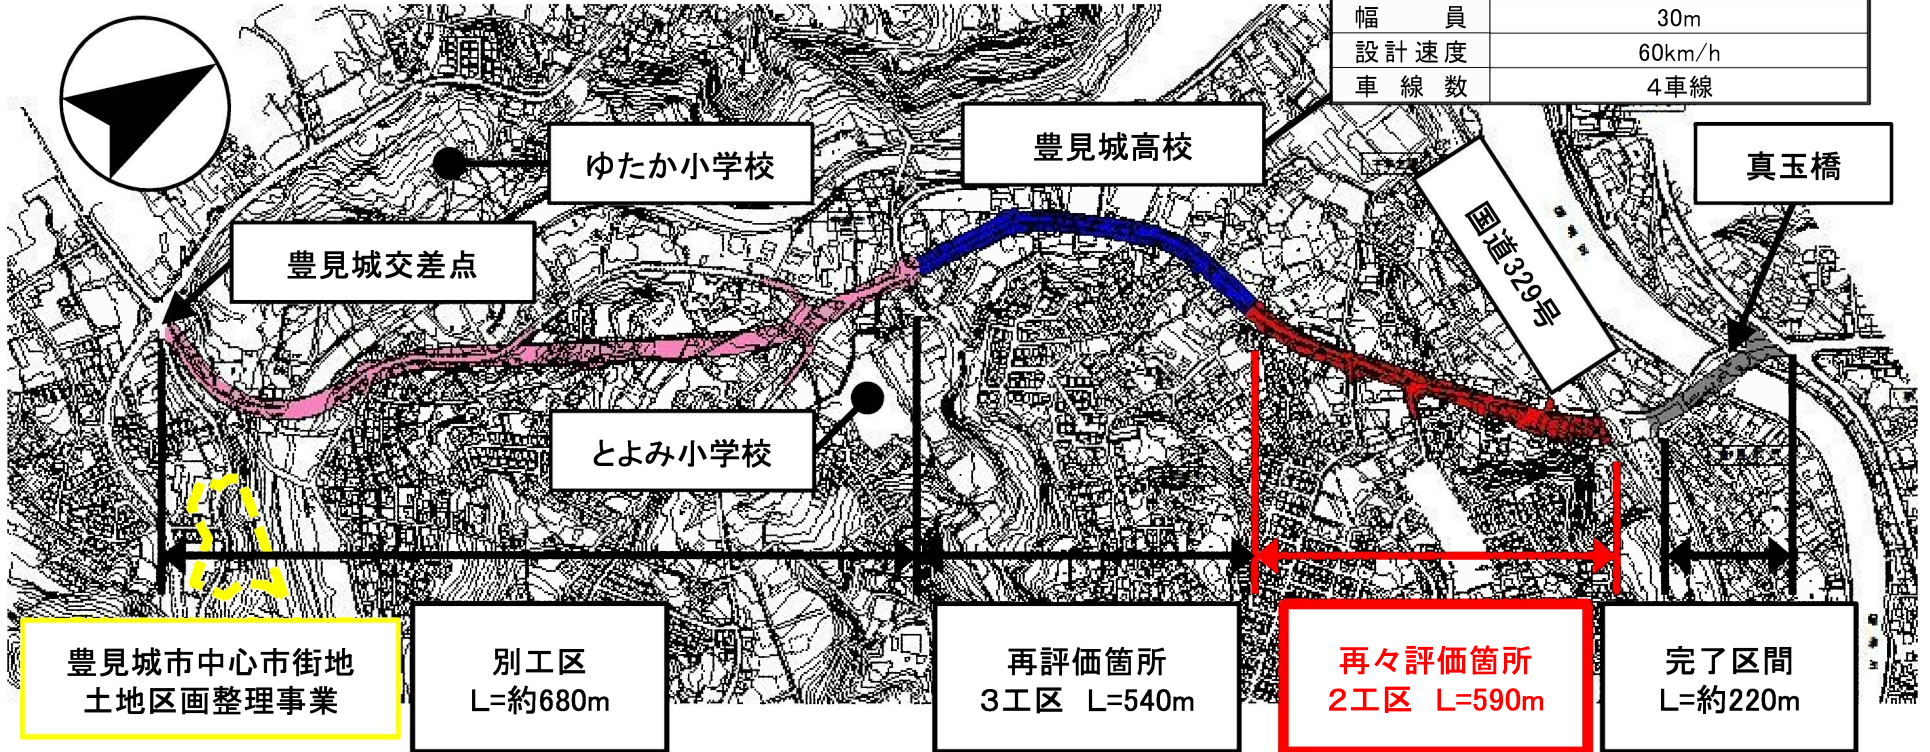 幅員 30m
設計速度 60km/h
車線数 4車線
豊見城高校
真玉橋
ゆたか小学校
国道329号
豊見城交差点
とよみ小学校
豊見城市中心市街地
土地区画整理事業
別工区
L=約680m
再評価箇所
3工区 L=540m
再々評価箇所
2工区 L=590m
完了区間
L=約220m